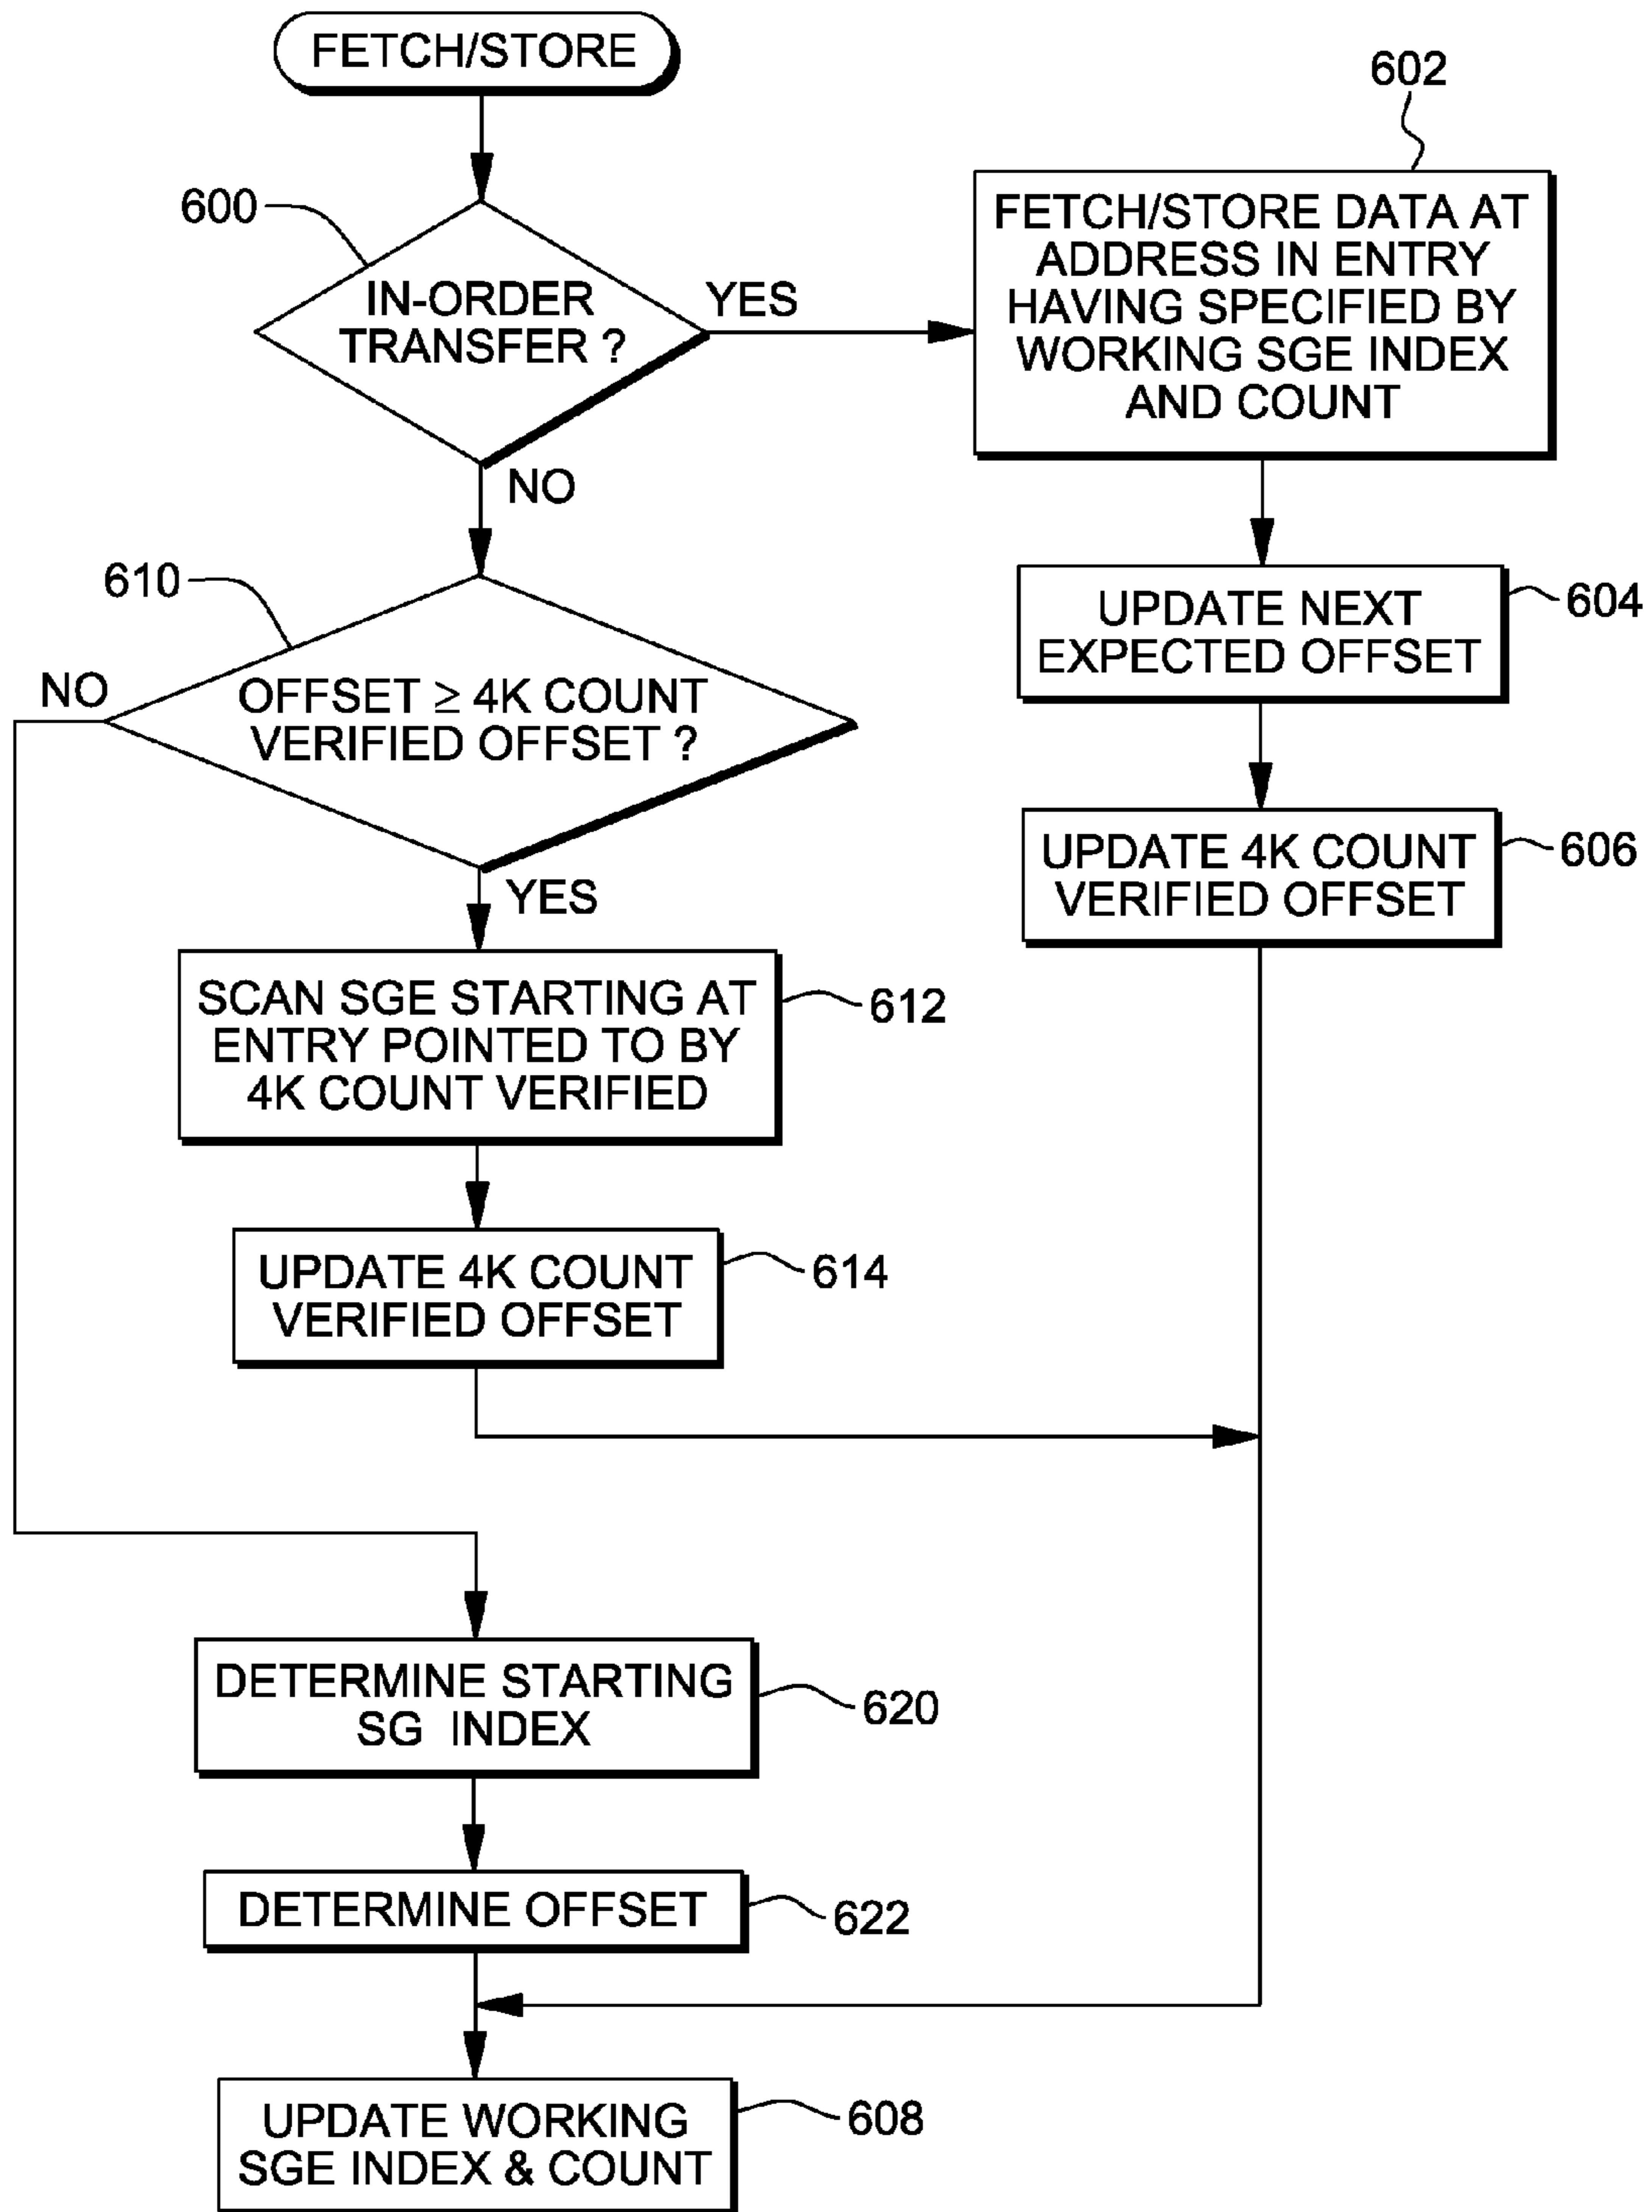 FETCH/STORE
602
600
IN-ORDER
TRANSFER ?
YES
FETCH/STORE DATA AT
ADDRESS IN ENTRY
HAVING SPECIFIED BY
WORKING SGE INDEX
AND COUNT
NO
610
OFFSET ≥ 4K COUNT
VERIFIED OFFSET ?
NO
YES
UPDATE NEXT
EXPECTED OFFSET
604
UPDATE 4K COUNT
VERIFIED OFFSET
606
SCAN SGE STARTING AT
ENTRY POINTED TO BY
4K COUNT VERIFIED
612
UPDATE 4K COUNT
VERIFIED OFFSET
614
DETERMINE STARTING
SG INDEX
620
DETERMINE OFFSET
622
UPDATE WORKING
SGE INDEX & COUNT
608